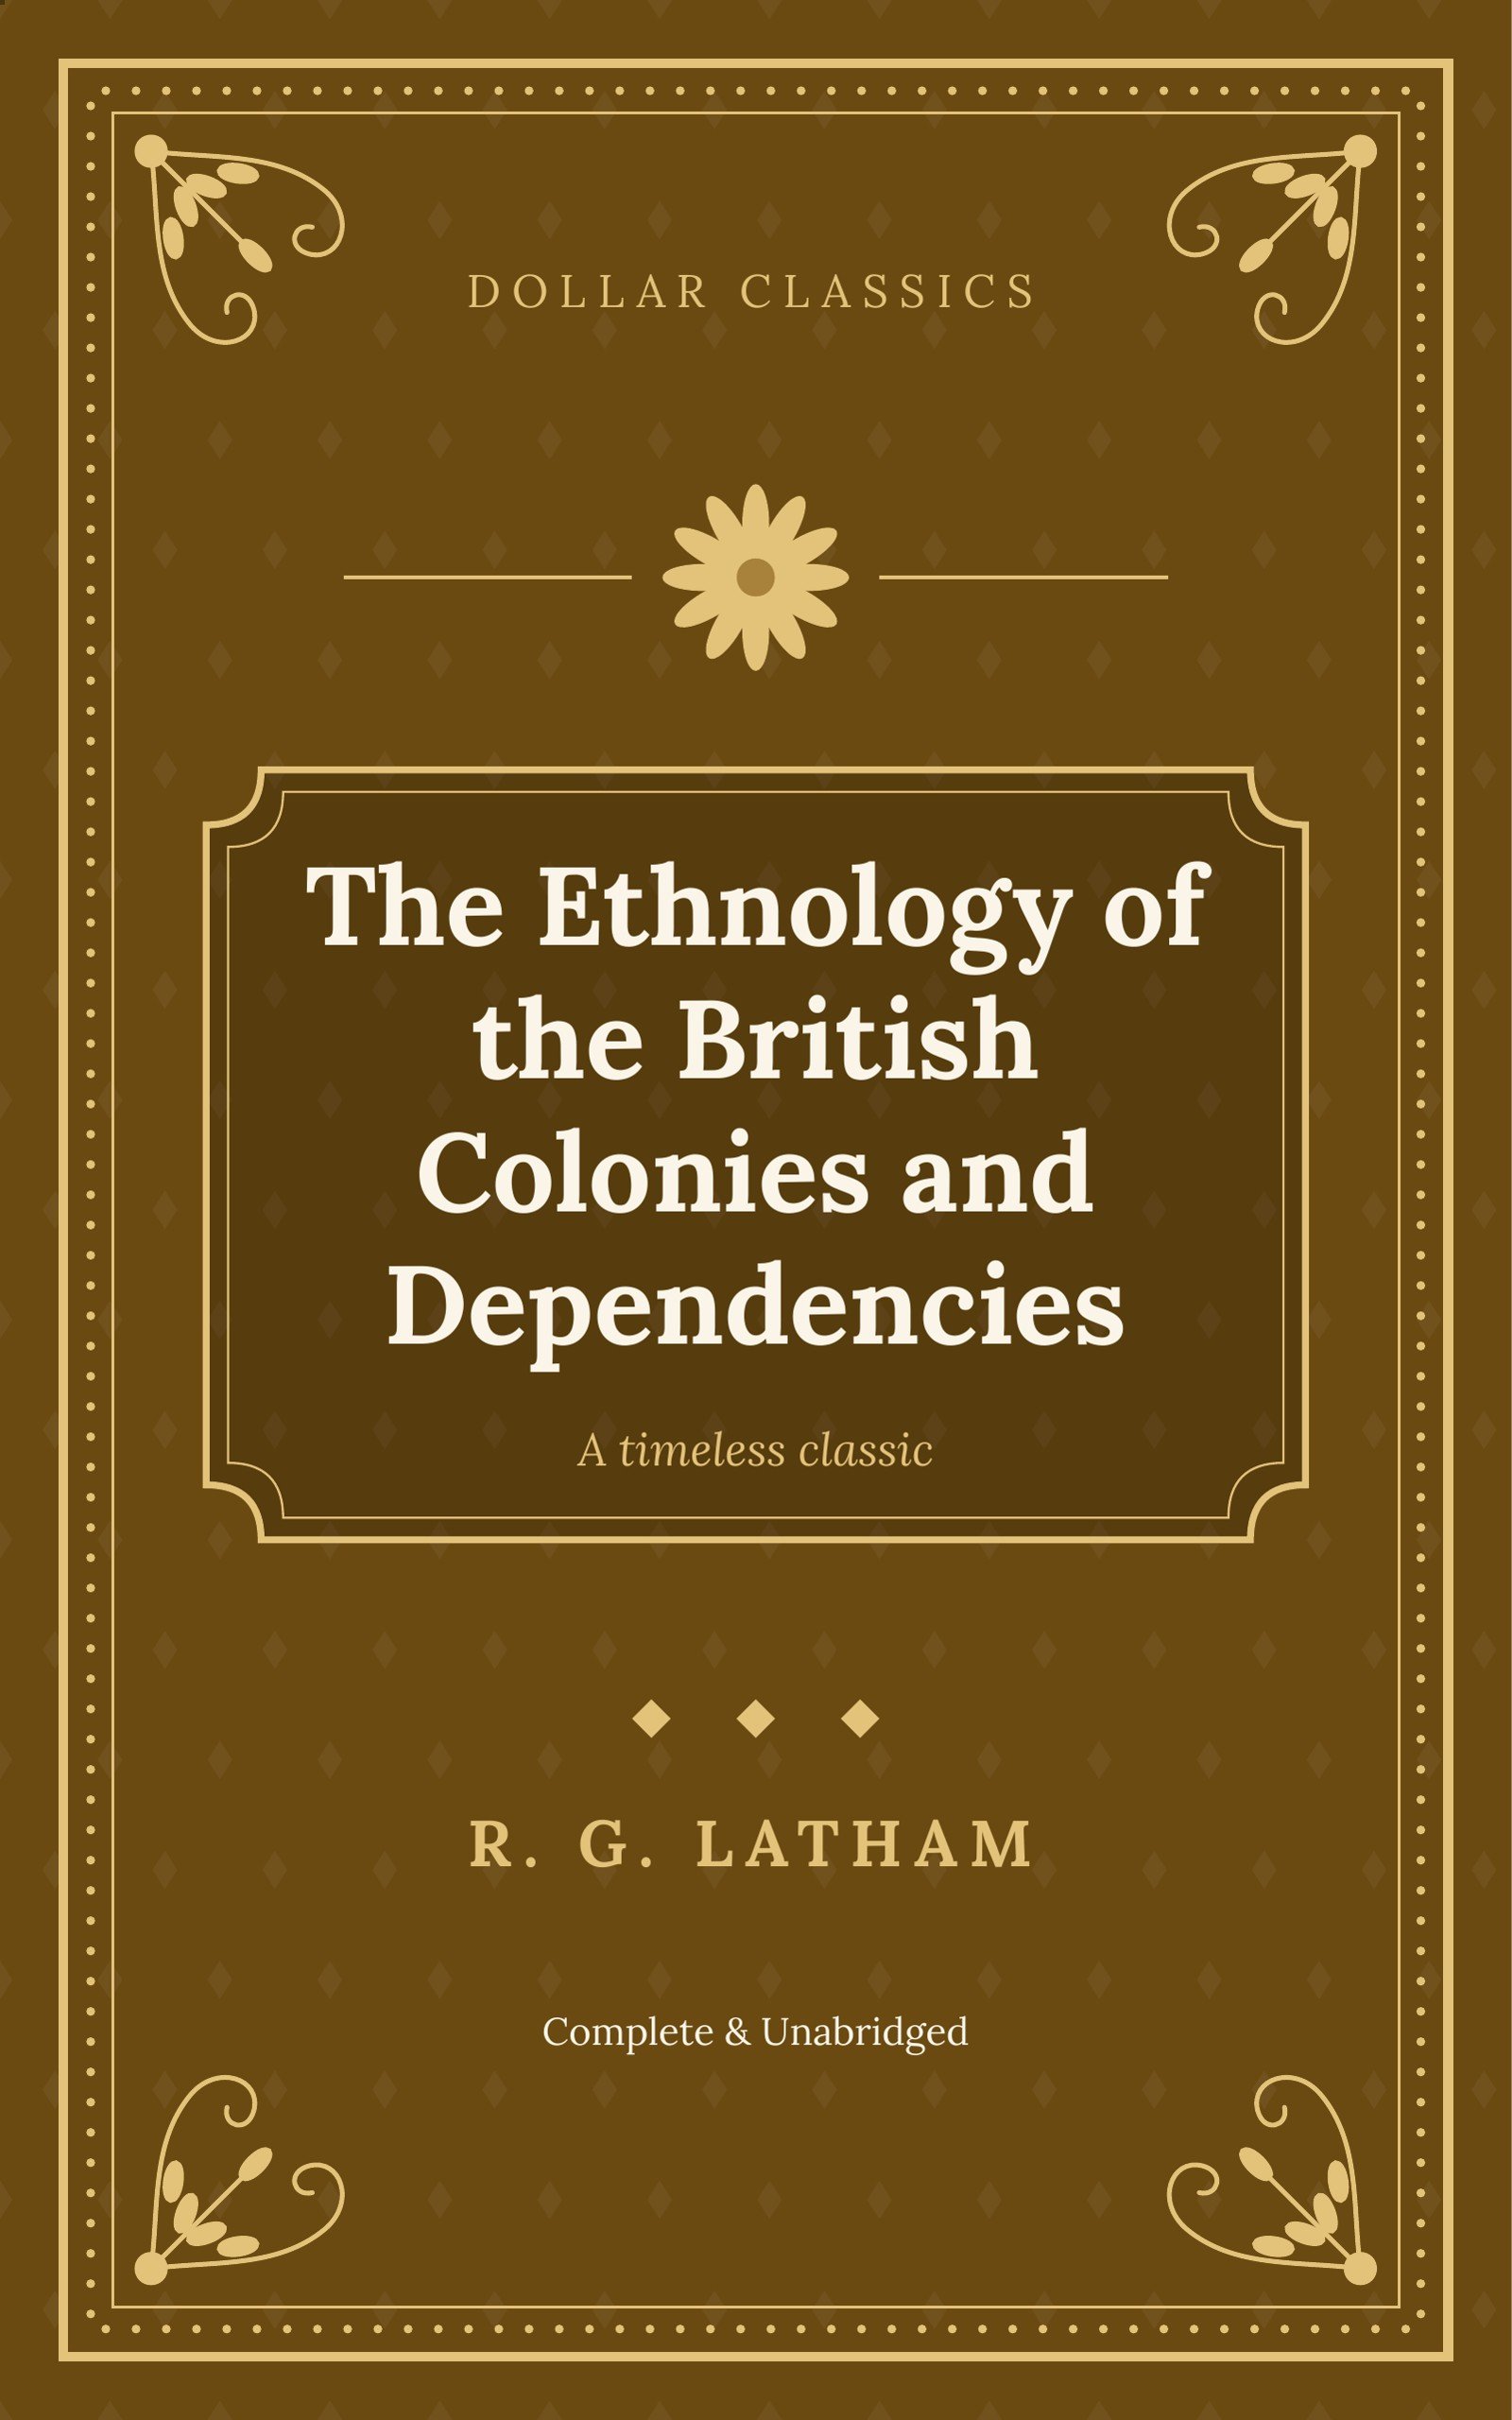 DOLLAR CLASSICS
The Ethnology of
the British
Colonies and
Dependencies
A timeless classic
R. G. LATHAM
Complete & Unabridged